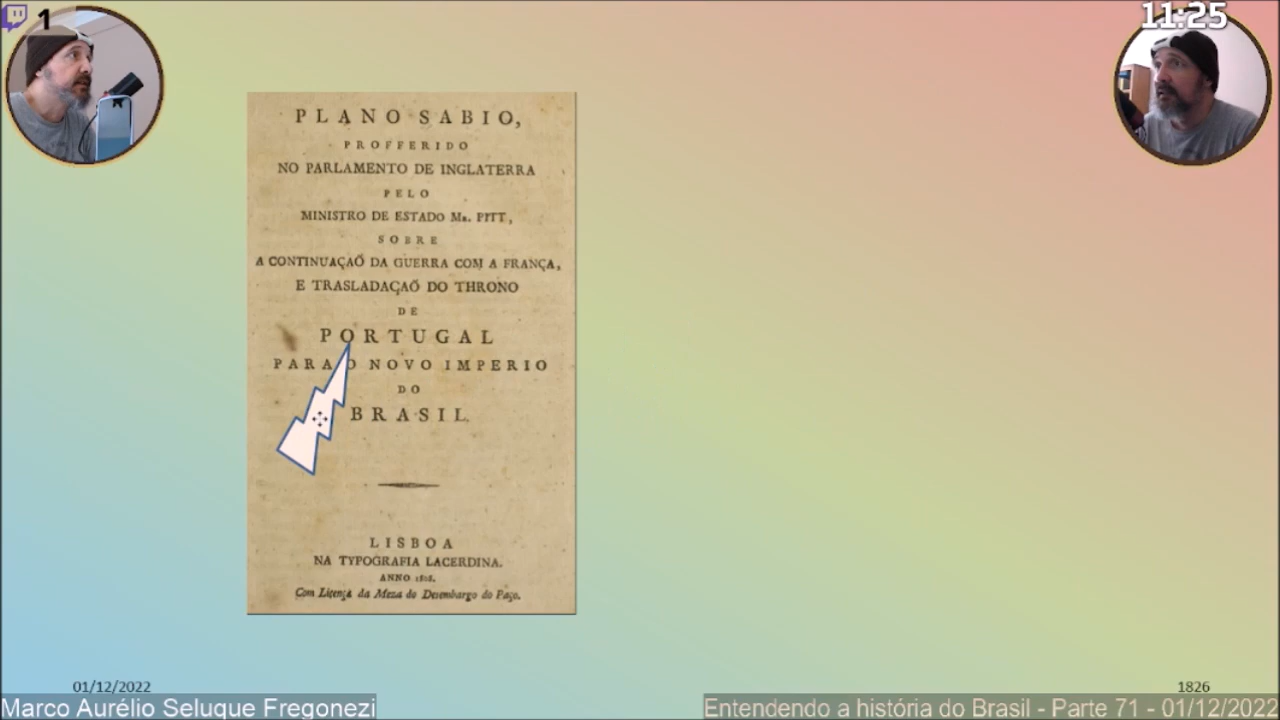 1
11:25
PLANO SABIO,
PROFFERIDO
NO PARLAMENTO DE INGLATERRA
PELO
MINISTRO DE ESTADO MR. PITT,
SOBRE
A CONTINUAÇAÕ DA GUERRA COM A FRANÇA,
E TRASLADAÇAÕ DO THRONO
DE
PORTUGAL
PARA O NOVO IMPERIO
DO
BRASIL.
LISBOA
NA TYPOGRAFIA LACERDINA.
ANNO 1808.
Com Licença da Meza do Desembargo do Paço.
01/12/2022
1826
Marco Aurélio Seluque Fregonezi
Entendendo a história do Brasil - Parte 71 - 01/12/2022